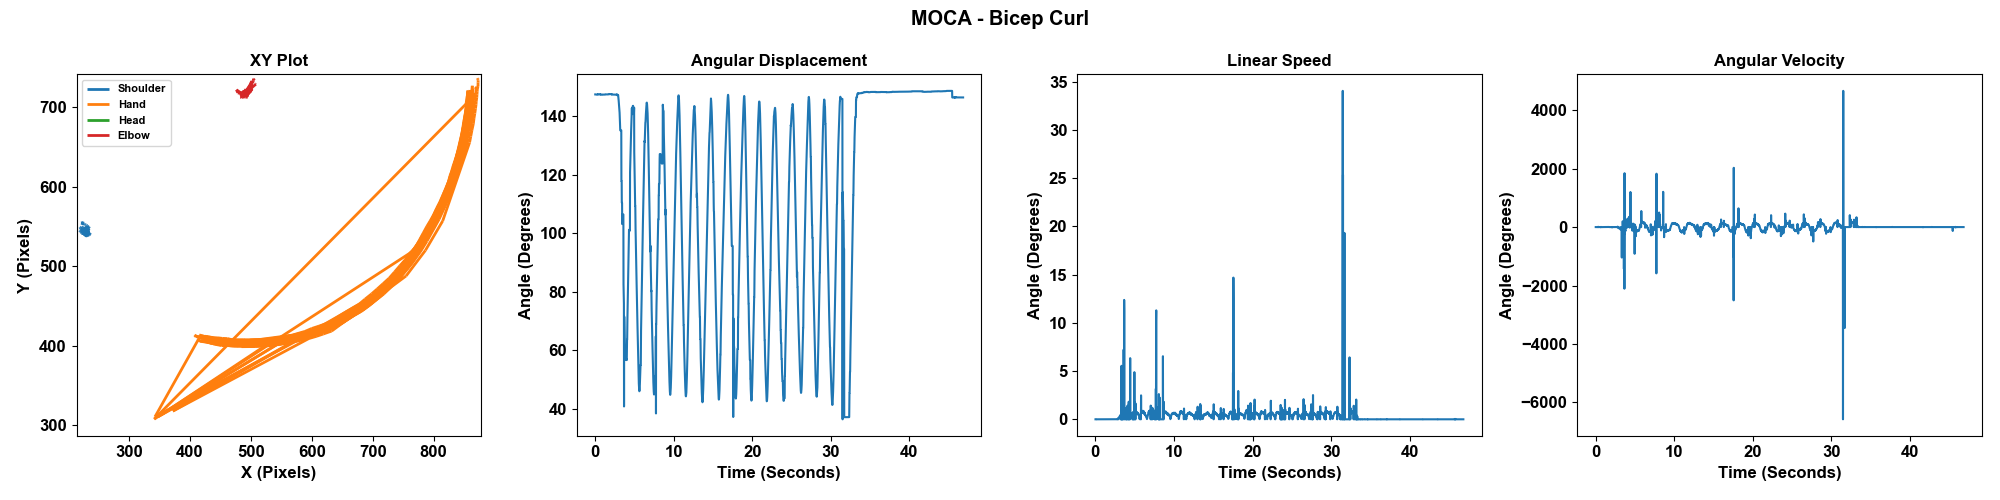 MOCA - Bicep Curl
XY Plot
Shoulder
Hand
Head
Elbow
700
600
500
400
300
Y (Pixels)
300 400 500 600 700 800
X (Pixels)
Angular Displacement
140
120
100
80
60
40
Angle (Degrees)
0 10 20 30 40
Time (Seconds)
Linear Speed
35
30
25
20
15
10
5
0
Angle (Degrees)
0 10 20 30 40
Time (Seconds)
Angular Velocity
4000
2000
0
−2000
−4000
−6000
Angle (Degrees)
0 10 20 30 40
Time (Seconds)